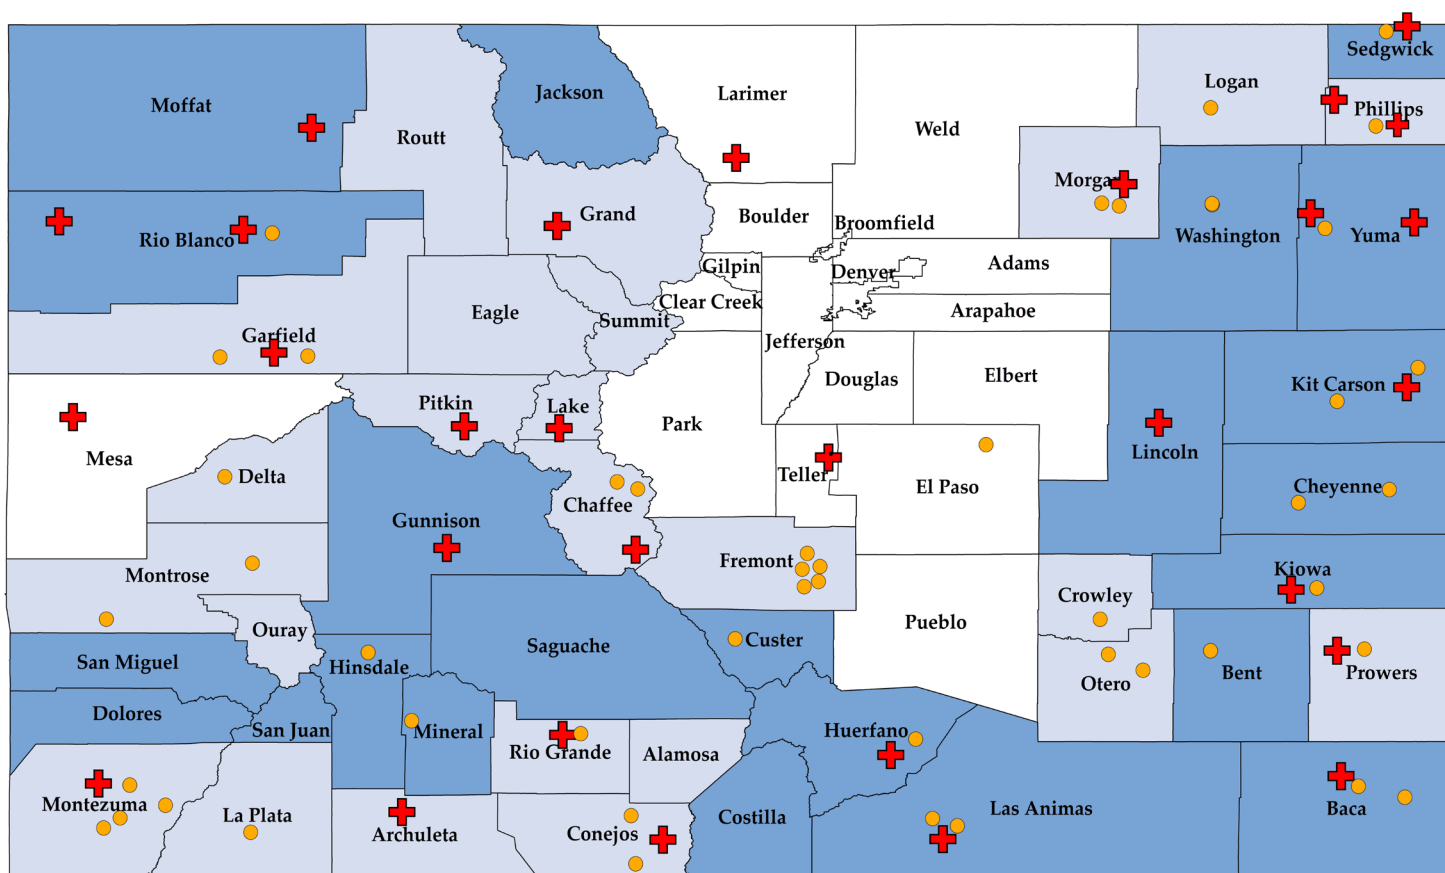 Sedgwick
Logan
Jackson
Larimer
Moffat
Phillips
Weld
Routt
Morgan
Grand
Boulder
Broomfield
Washington
Yuma
Rio Blanco
Gilpin
Denver
Adams
Clear Creek
Arapahoe
Eagle
Summit
Garfield
Jefferson
Douglas
Elbert
Kit Carson
Pitkin
Lake
Park
Lincoln
Mesa
Delta
Teller
El Paso
Cheyenne
Chaffee
Gunnison
Fremont
Kiowa
Montrose
Crowley
Pueblo
Ouray
Custer
Saguache
San Miguel
Hinsdale
Bent
Prowers
Otero
Dolores
San Juan
Mineral
Huerfano
Rio Grande
Alamosa
Montezuma
La Plata
Archuleta
Conejos
Costilla
Las Animas
Baca